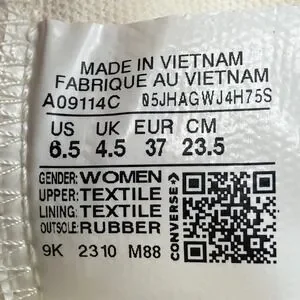 MADE IN VIETNAM
FABRIQUE AU VIETNAM
A09114C 05JHAGWJ4H75S
US UK EUR CM
6.5 4.5 37 23.5
GENDER: WOMEN
UPPER: TEXTILE
LINING: TEXTILE
OUTSOLE: RUBBER
9K 2310 M88
CONVERSE